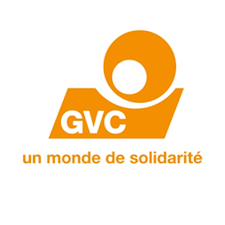 GVC
un monde de solidarité